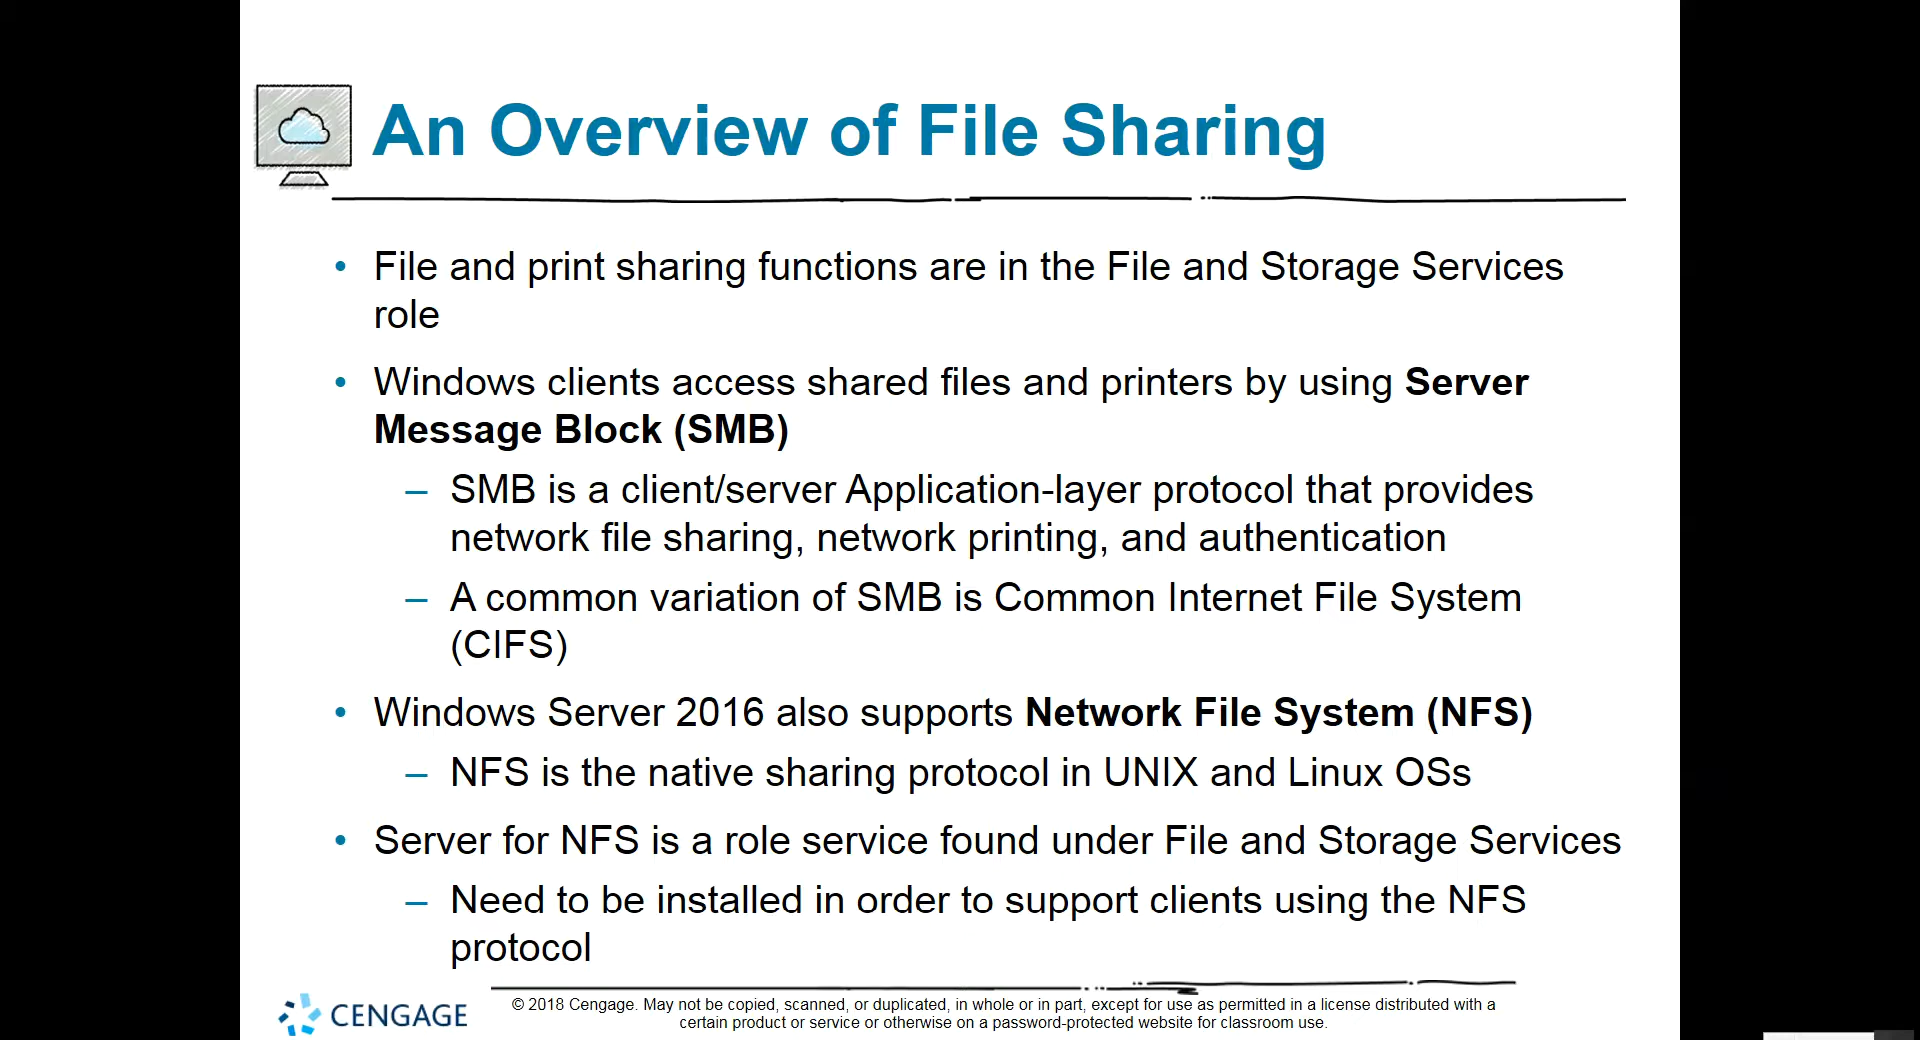 An Overview of File Sharing
• File and print sharing functions are in the File and Storage Services
role
• Windows clients access shared files and printers by using Server
Message Block (SMB)
– SMB is a client/server Application-layer protocol that provides
network file sharing, network printing, and authentication
– A common variation of SMB is Common Internet File System
(CIFS)
• Windows Server 2016 also supports Network File System (NFS)
– NFS is the native sharing protocol in UNIX and Linux OSs
• Server for NFS is a role service found under File and Storage Services
– Need to be installed in order to support clients using the NFS
protocol
CENGAGE
© 2018 Cengage. May not be copied, scanned, or duplicated, in whole or in part, except for use as permitted in a license distributed with a
certain product or service or otherwise on a password-protected website for classroom use.